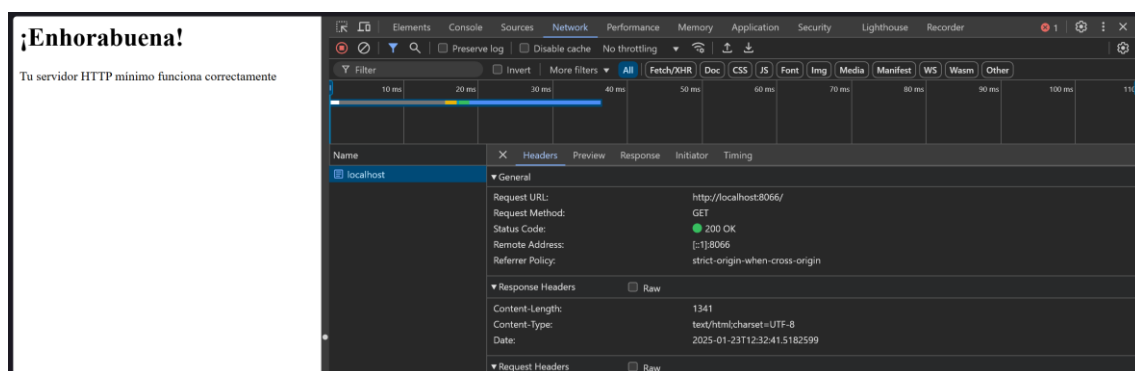 ¡Enhorabuena!
Tu servidor HTTP mínimo funciona correctamente
Elements Console Sources Network Performance Memory Application Security Lighthouse Recorder 1
Preserve log Disable cache No throttling
Filter Invert More filters All Fetch/XHR Doc CSS JS Font Img Media Manifest WS Wasm Other
10 ms 20 ms 30 ms 40 ms 50 ms 60 ms 70 ms 80 ms 90 ms 100 ms 110
Name Headers Preview Response Initiator Timing
localhost
General
Request URL: http://localhost:8066/
Request Method: GET
Status Code: 200 OK
Remote Address: [::1]:8066
Referrer Policy: strict-origin-when-cross-origin
Response Headers Raw
Content-Length: 1341
Content-Type: text/html;charset=UTF-8
Date: 2025-01-23T12:32:41.5182599
Request Headers Raw